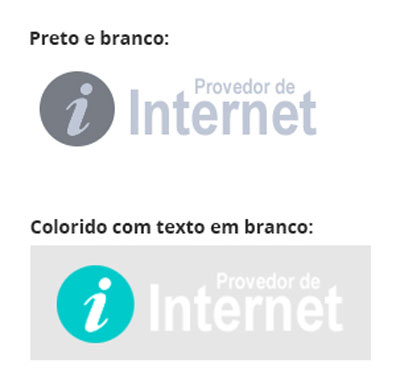 Preto e branco:
i
Provedor de
Internet
Colorido com texto em branco:
i
Provedor de
Internet